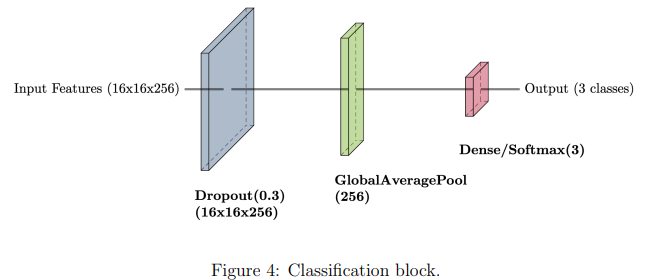 Input Features (16x16x256)
Output (3 classes)
Dense/Softmax(3)
GlobalAveragePool
(256)
Dropout(0.3)
(16x16x256)
Figure 4: Classification block.